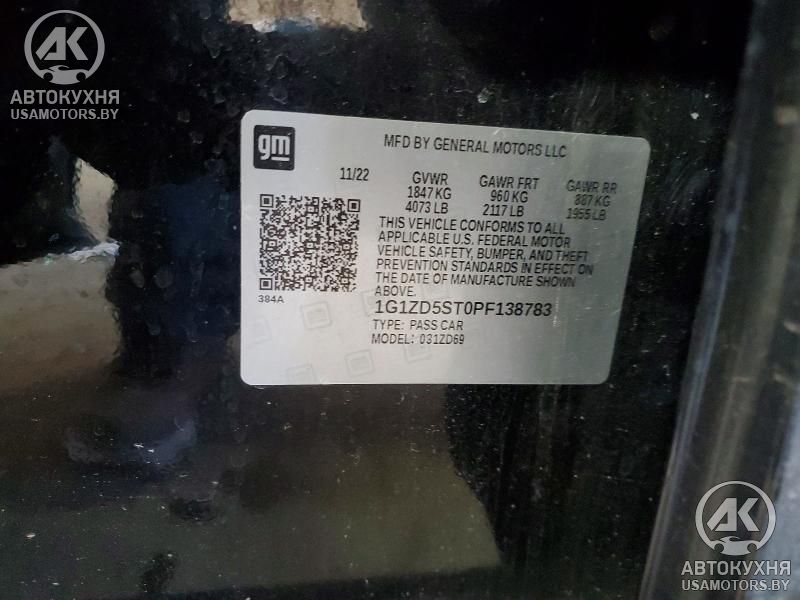 AK
АВТОКУХНЯ
USAMOTORS.BY
gm
MFD BY GENERAL MOTORS LLC
11/22 GVWR GAWR FRT GAWR RR
1847 KG 960 KG 887 KG
4073 LB 2117 LB 1955 LB
THIS VEHICLE CONFORMS TO ALL
APPLICABLE U.S. FEDERAL MOTOR
VEHICLE SAFETY, BUMPER, AND THEFT
PREVENTION STANDARDS IN EFFECT ON
THE DATE OF MANUFACTURE SHOWN
ABOVE.
384A
1G1ZD5ST0PF138783
TYPE: PASS CAR
MODEL: 031ZD69
AK
АВТОКУХНЯ
USAMOTORS.BY